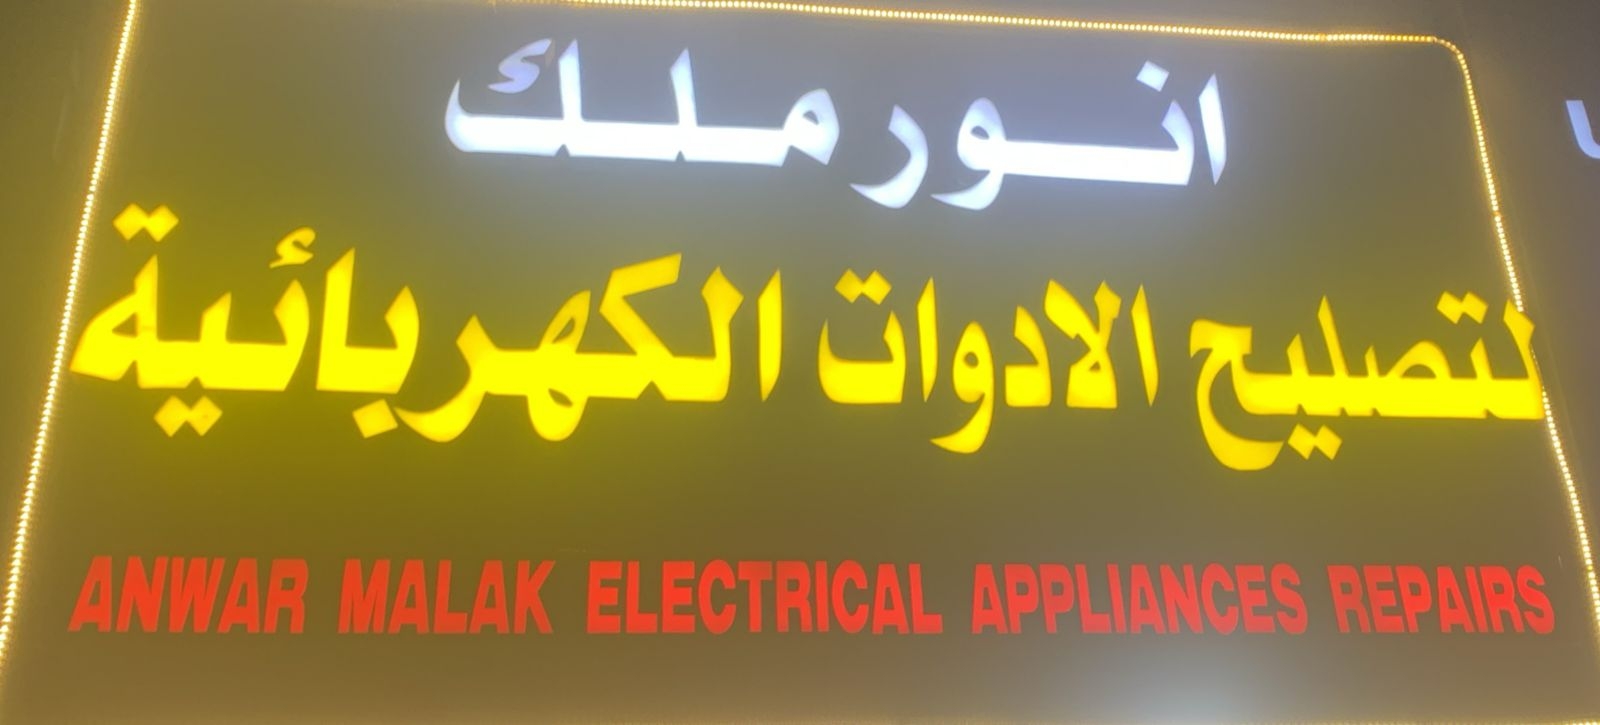 انور ملك
لتصليح الادوات الكهربائية
ANWAR MALAK ELECTRICAL APPLIANCES REPAIRS